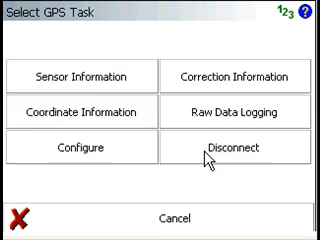 Select GPS Task
123
Sensor Information
Correction Information
Coordinate Information
Raw Data Logging
Configure
Disconnect
Cancel